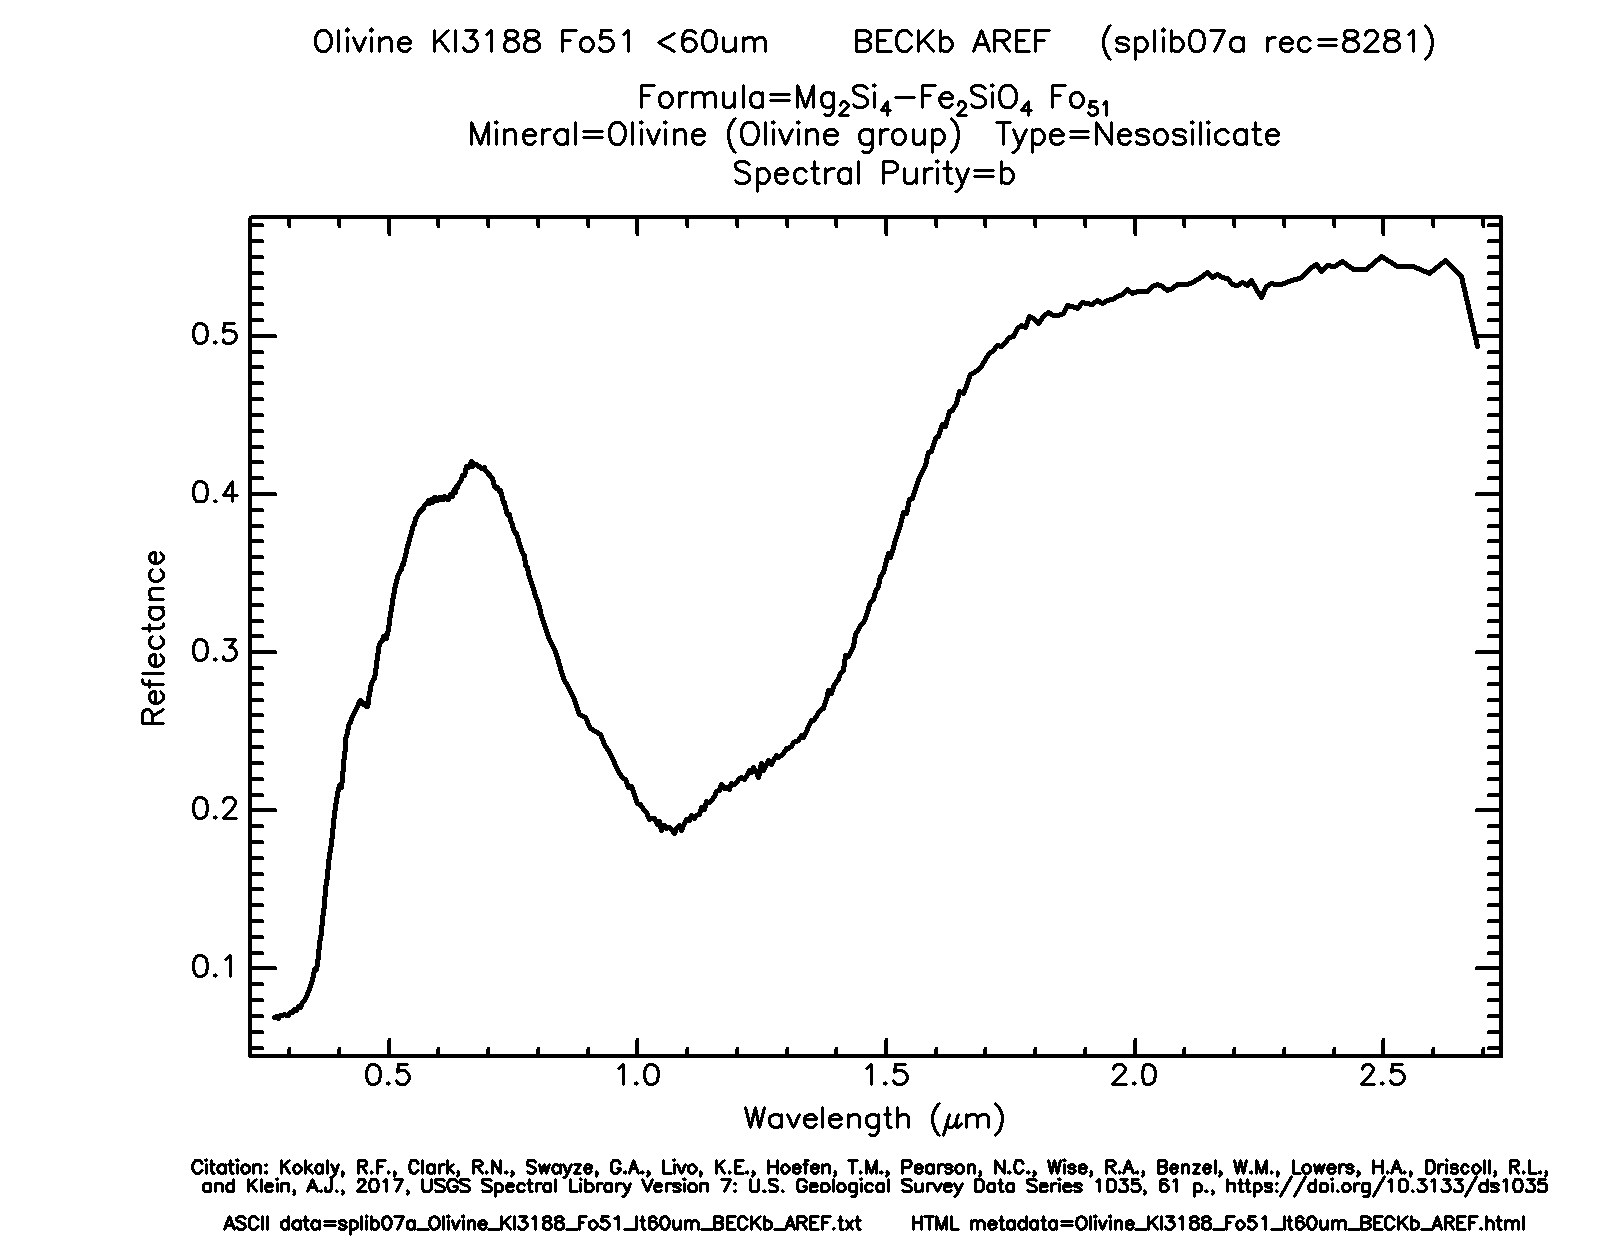 Olivine KI3188 Fo51 <60um BECKb AREF (splib07a rec=8281)
Formula=Mg₂Si₄−Fe₂SiO₄ Fo₅₁
Mineral=Olivine (Olivine group) Type=Nesosilicate
Spectral Purity=b
0.5
0.4
0.3
0.2
0.1
Reflectance
0.5 1.0 1.5 2.0 2.5
Wavelength (μm)
Citation: Kokaly, R.F., Clark, R.N., Swayze, G.A., Livo, K.E., Hoefen, T.M., Pearson, N.C., Wise, R.A., Benzel, W.M., Lowers, H.A., Driscoll, R.L.,
and Klein, A.J., 2017, USGS Spectral Library Version 7: U.S. Geological Survey Data Series 1035, 61 p., https://doi.org/10.3133/ds1035
ASCII data=splib07a_Olivine_KI3188_Fo51_lt60um_BECKb_AREF.txt HTML metadata=Olivine_KI3188_Fo51_lt60um_BECKb_AREF.html